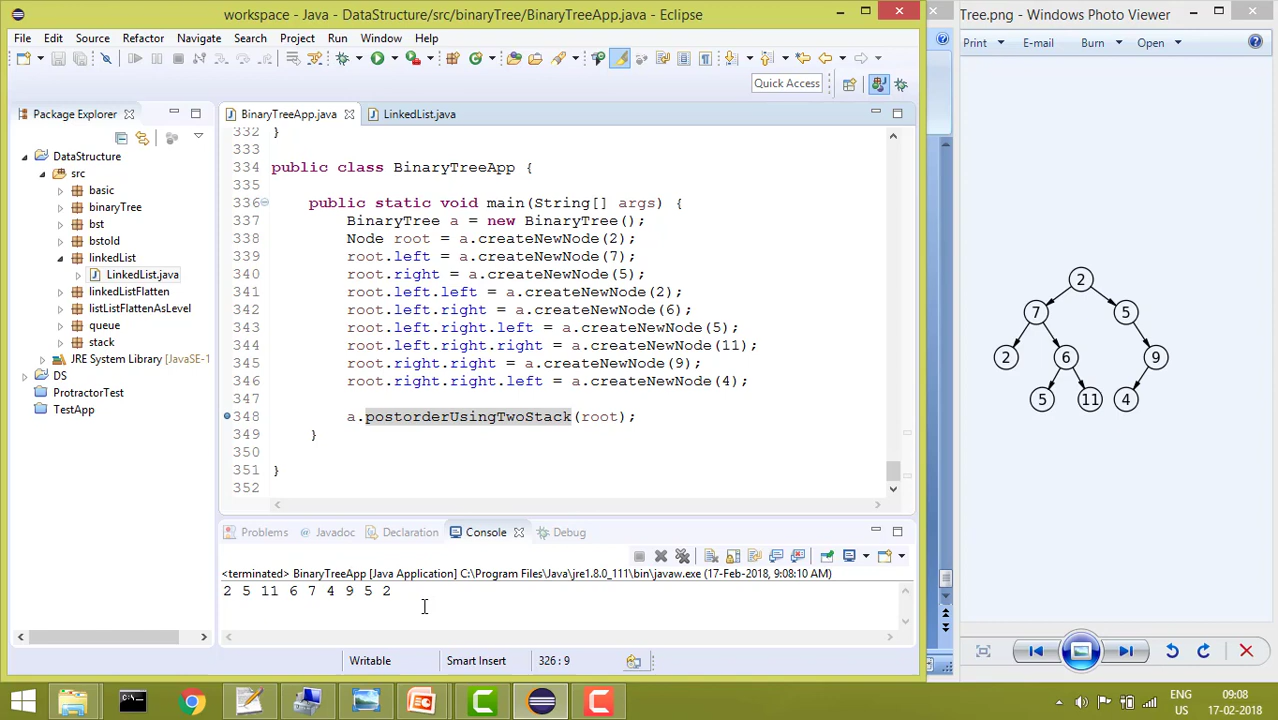 workspace - Java - DataStructure/src/binaryTree/BinaryTreeApp.java - Eclipse
File Edit Source Refactor Navigate Search Project Run Window Help
Quick Access
Package Explorer
DataStructure
src
basic
binaryTree
bst
bstold
linkedList
LinkedList.java
linkedListFlatten
listListFlattenAsLevel
queue
stack
JRE System Library [JavaSE-1
DS
ProtractorTest
TestApp
BinaryTreeApp.java LinkedList.java
332 }
333
334 public class BinaryTreeApp {
335
336 public static void main(String[] args) {
337 BinaryTree a = new BinaryTree();
338 Node root = a.createNewNode(2);
339 root.left = a.createNewNode(7);
340 root.right = a.createNewNode(5);
341 root.left.left = a.createNewNode(2);
342 root.left.right = a.createNewNode(6);
343 root.left.right.left = a.createNewNode(5);
344 root.left.right.right = a.createNewNode(11);
345 root.right.right = a.createNewNode(9);
346 root.right.right.left = a.createNewNode(4);
347
348 a.postorderUsingTwoStack(root);
349 }
350
351 }
352
Problems Javadoc Declaration Console Debug
<terminated> BinaryTreeApp [Java Application] C:\Program Files\Java\jre1.8.0_111\bin\javaw.exe (17-Feb-2018, 9:08:10 AM)
2 5 11 6 7 4 9 5 2
Writable Smart Insert 326 : 9
Tree.png - Windows Photo Viewer
Print E-mail Burn Open
2
7 5
2 6 9
5 11 4
ENG 09:08
US 17-02-2018